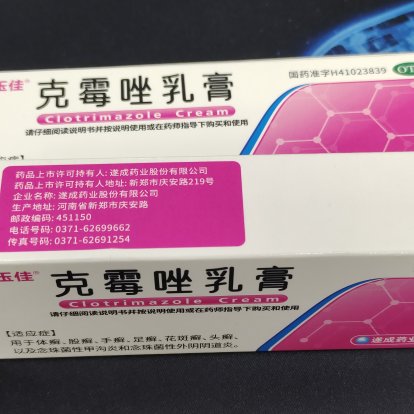 玉佳®
克霉唑乳膏
国药准字H41023839
OT
Clotrimazole Cream
请仔细阅读说明书并按说明使用或在药师指导下购买和使用
药品上市许可持有人: 遂成药业股份有限公司
药品上市许可持有人地址: 新郑市庆安路219号
企业名称: 遂成药业股份有限公司
生产地址: 河南省新郑市庆安路
邮政编码: 451150
电话号码: 0371-62699662
传真号码: 0371-62691254
玉佳®
克霉唑乳膏
Clotrimazole Cream
请仔细阅读说明书并按说明使用或在药师指导下购买和使用
【适应症】
用于体癣、股癣、手癣、足癣、花斑癣、头癣,
以及念珠菌性甲沟炎和念珠菌性外阴阴道炎。
遂成药业